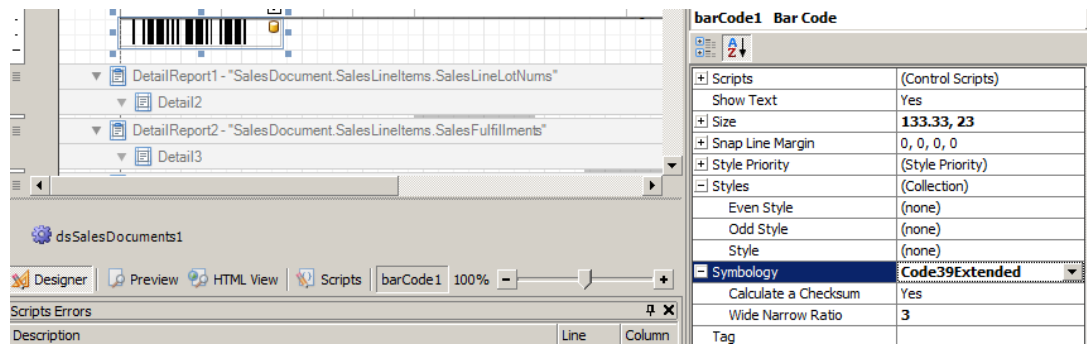 DetailReport1 - "SalesDocument.SalesLineItems.SalesLineLotNums"
Detail2
DetailReport2 - "SalesDocument.SalesLineItems.SalesFulfillments"
Detail3
dsSalesDocuments1
Designer Preview HTML View Scripts barCode1 100%
Scripts Errors
Description Line Column
barCode1 Bar Code
Scripts (Control Scripts)
Show Text Yes
Size 133.33, 23
Snap Line Margin 0, 0, 0, 0
Style Priority (Style Priority)
Styles (Collection)
Even Style (none)
Odd Style (none)
Style (none)
Symbology Code39Extended
Calculate a Checksum Yes
Wide Narrow Ratio 3
Tag